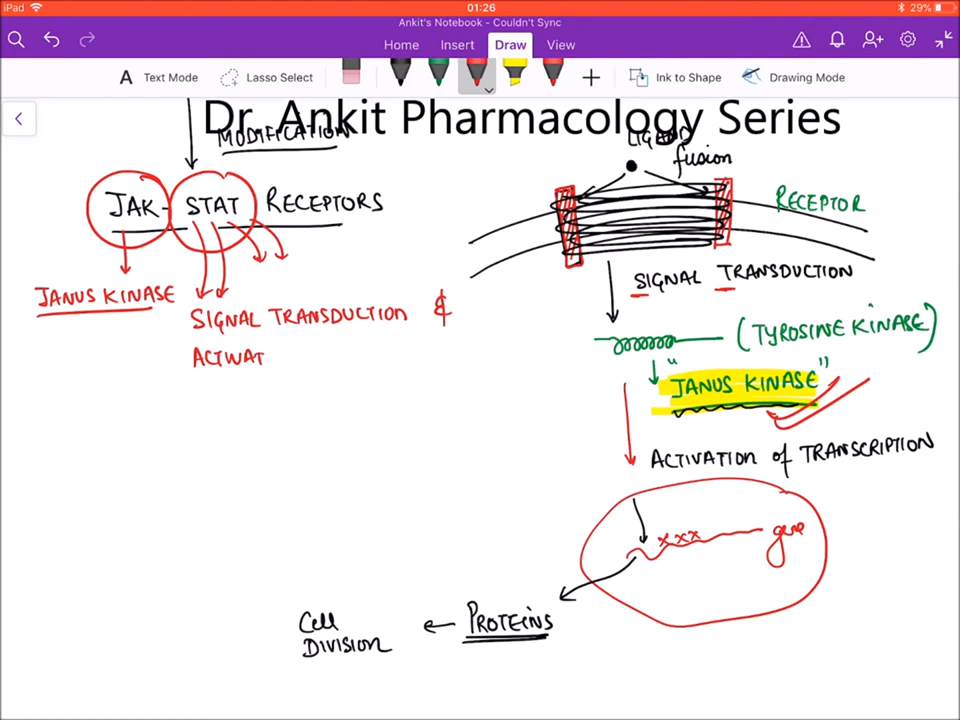 iPad
01:26
29%
Ankit's Notebook - Couldn't Sync
Home Insert Draw View
A Text Mode
Lasso Select
Ink to Shape
Drawing Mode
Dr. Ankit Pharmacology Series
MODIFICATION
LIGAND
fusion
JAK- STAT RECEPTORS
RECEPTOR
JANUS KINASE
SIGNAL TRANSDUCTION &
ACTIVAT
SIGNAL TRANSDUCTION
(TYROSINE KINASE)
"JANUS KINASE"
ACTIVATION of TRANSCRIPTION
xxx gene
PROTEINS
Cell
DIVISION